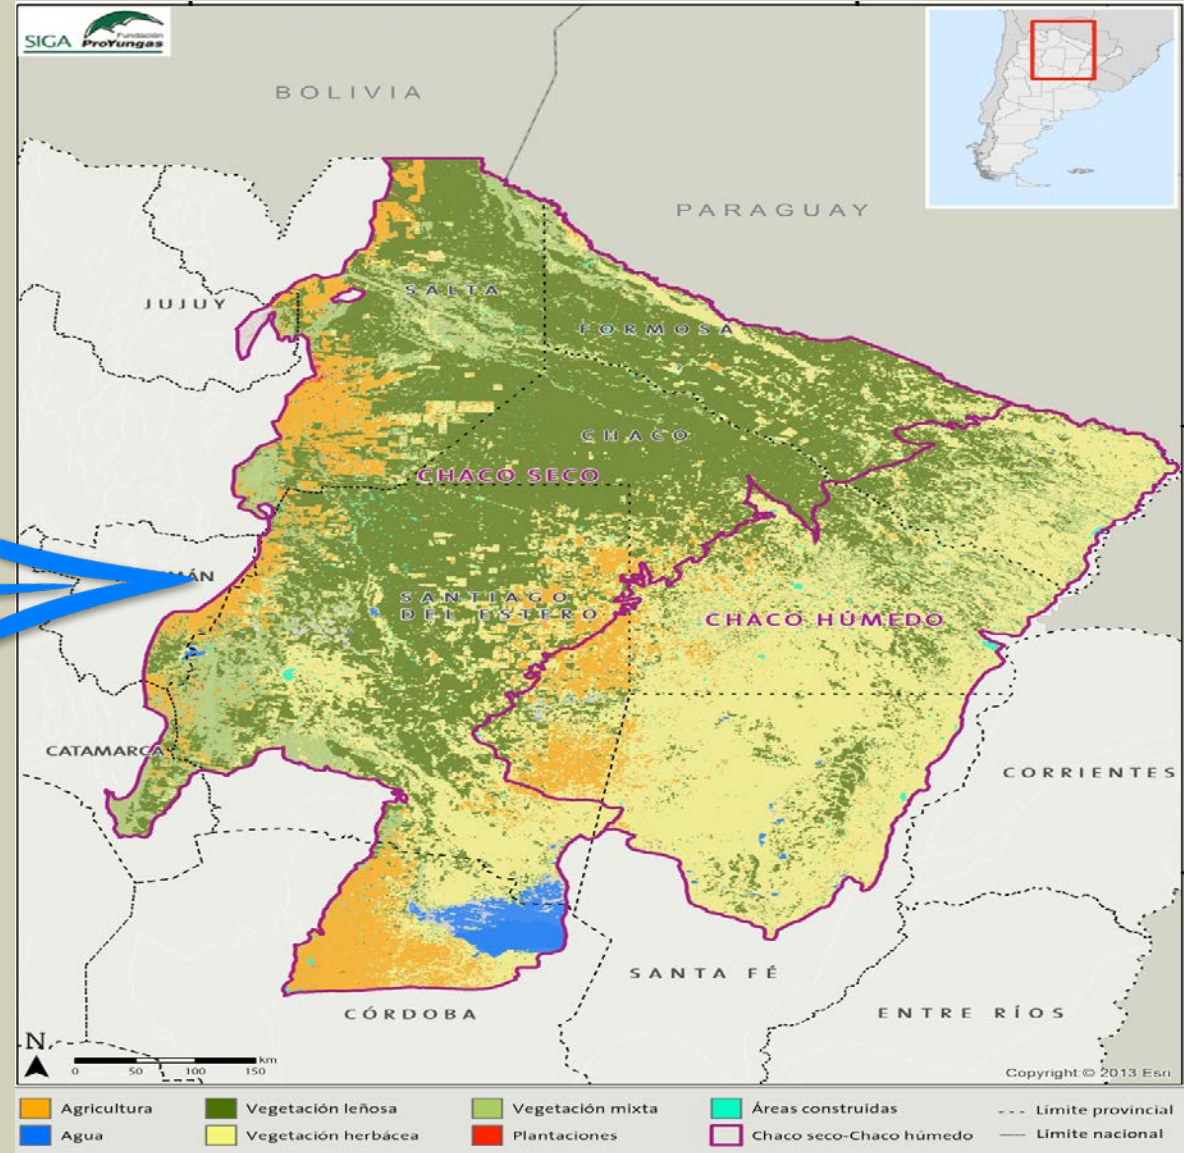 SIGA
Fundación
ProYungas
BOLIVIA
PARAGUAY
JUJUY
SALTA
FORMOSA
CHACO
CHACO SECO
MÁN
SANTIAGO
DEL ESTERO
CHACO HÚMEDO
CATAMARCA
CORRIENTES
SANTA FÉ
CÓRDOBA
ENTRE RÍOS
N
km
0 50 100 150
Copyright:© 2013 Esri
Agricultura
Vegetación leñosa
Vegetación mixta
Áreas construidas
Límite provincial
Agua
Vegetación herbácea
Plantaciones
Chaco seco-Chaco húmedo
Límite nacional